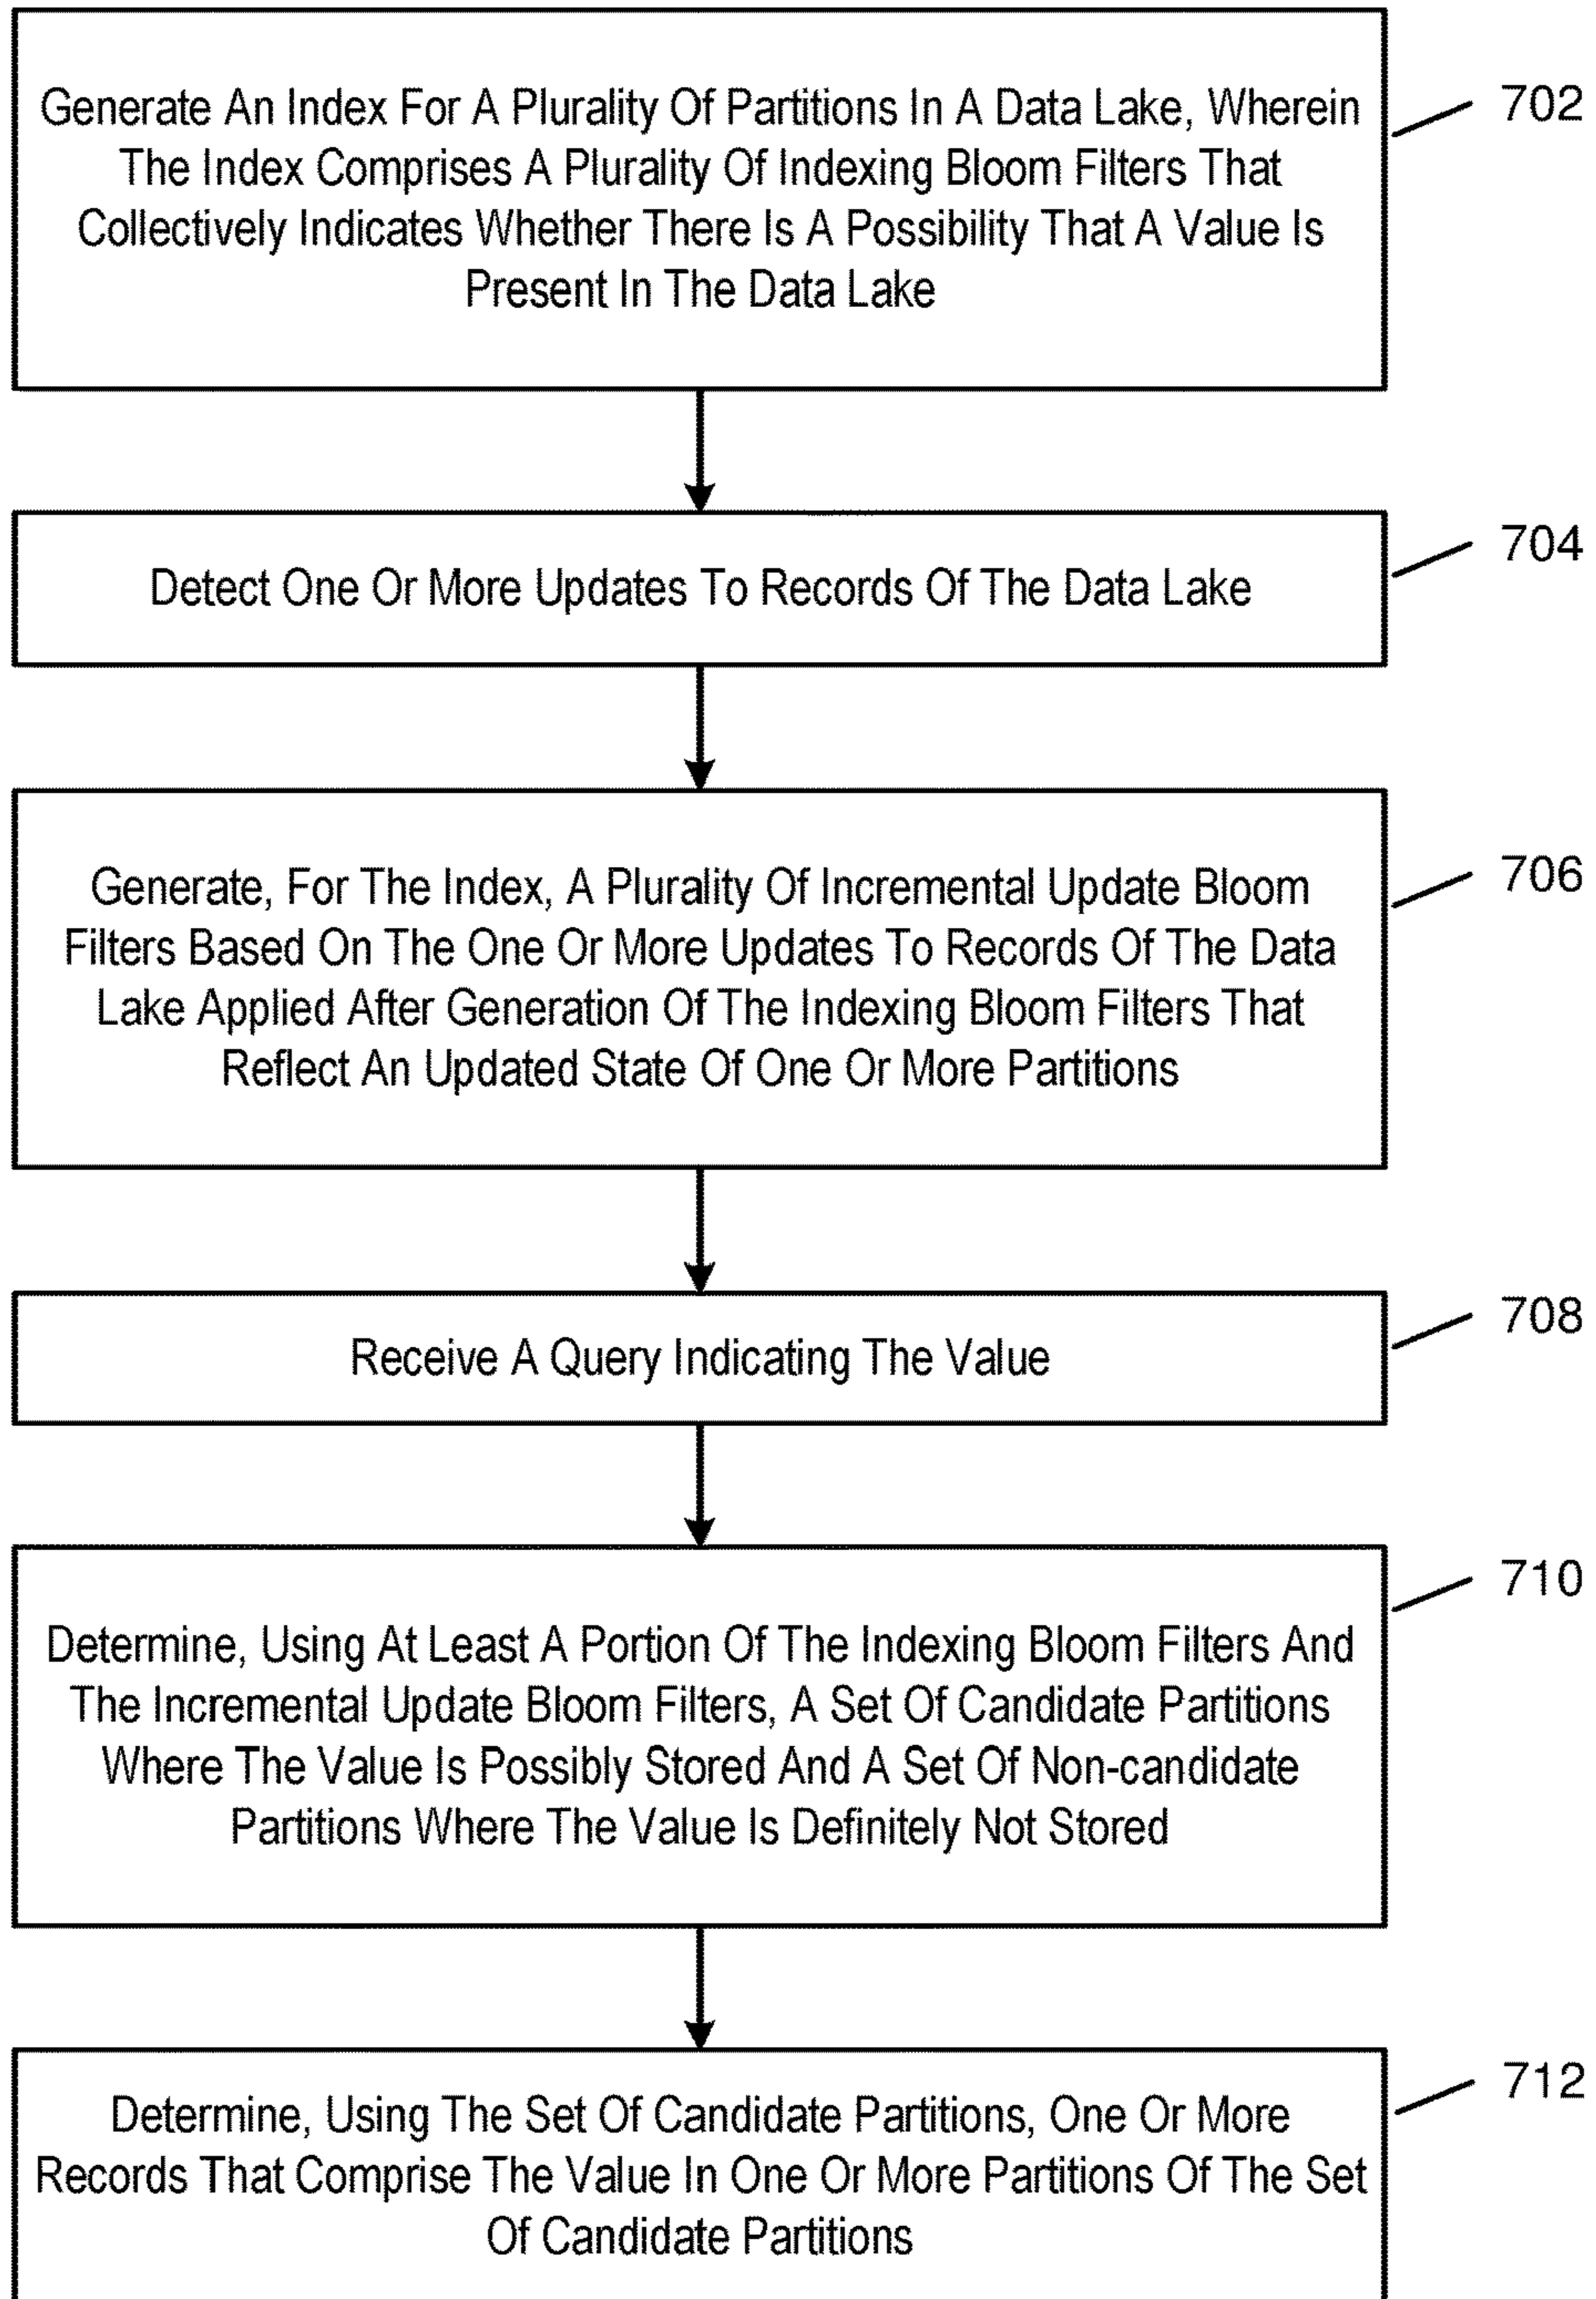 Generate An Index For A Plurality Of Partitions In A Data Lake, Wherein
The Index Comprises A Plurality Of Indexing Bloom Filters That
Collectively Indicates Whether There Is A Possibility That A Value Is
Present In The Data Lake
702
Detect One Or More Updates To Records Of The Data Lake
704
Generate, For The Index, A Plurality Of Incremental Update Bloom
Filters Based On The One Or More Updates To Records Of The Data
Lake Applied After Generation Of The Indexing Bloom Filters That
Reflect An Updated State Of One Or More Partitions
706
Receive A Query Indicating The Value
708
Determine, Using At Least A Portion Of The Indexing Bloom Filters And
The Incremental Update Bloom Filters, A Set Of Candidate Partitions
Where The Value Is Possibly Stored And A Set Of Non-candidate
Partitions Where The Value Is Definitely Not Stored
710
Determine, Using The Set Of Candidate Partitions, One Or More
Records That Comprise The Value In One Or More Partitions Of The Set
Of Candidate Partitions
712